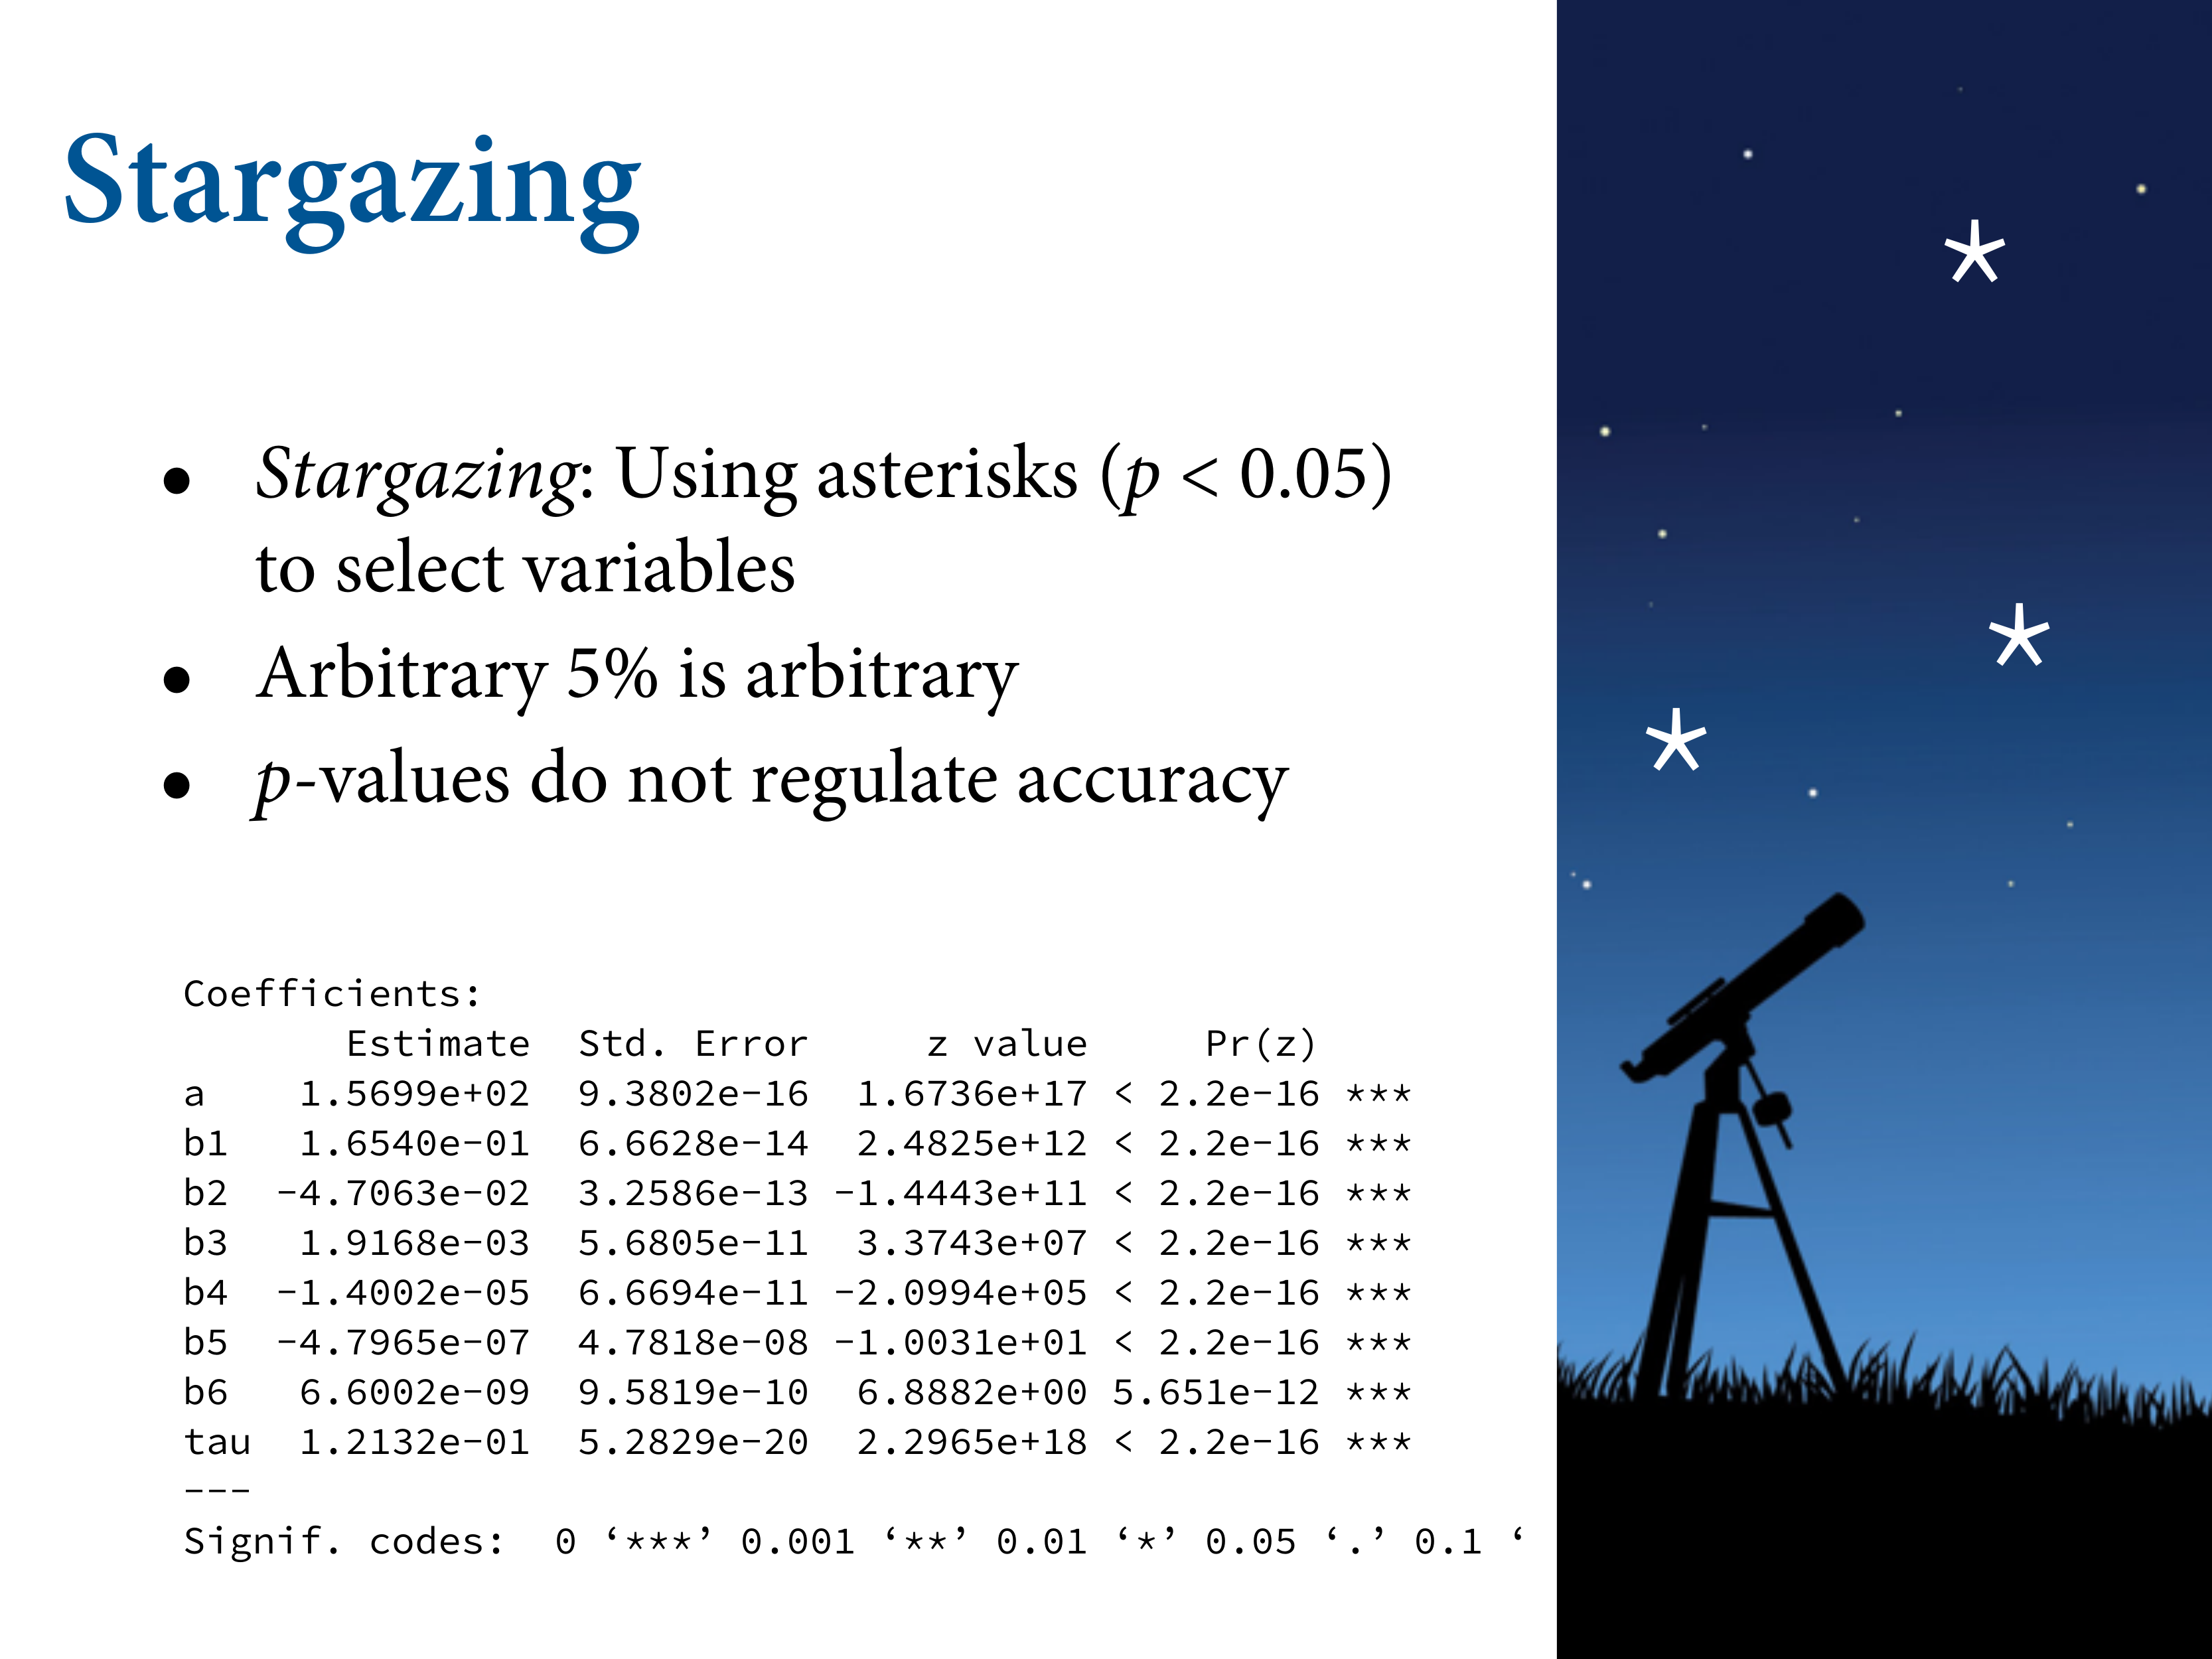 Stargazing
• Stargazing: Using asterisks (p < 0.05)
to select variables
• Arbitrary 5% is arbitrary
• p-values do not regulate accuracy
Coefficients:
Estimate Std. Error z value Pr(z)
a 1.5699e+02 9.3802e-16 1.6736e+17 < 2.2e-16 ***
b1 1.6540e-01 6.6628e-14 2.4825e+12 < 2.2e-16 ***
b2 -4.7063e-02 3.2586e-13 -1.4443e+11 < 2.2e-16 ***
b3 1.9168e-03 5.6805e-11 3.3743e+07 < 2.2e-16 ***
b4 -1.4002e-05 6.6694e-11 -2.0994e+05 < 2.2e-16 ***
b5 -4.7965e-07 4.7818e-08 -1.0031e+01 < 2.2e-16 ***
b6 6.6002e-09 9.5819e-10 6.8882e+00 5.651e-12 ***
tau 1.2132e-01 5.2829e-20 2.2965e+18 < 2.2e-16 ***
---
Signif. codes: 0 ‘***’ 0.001 ‘**’ 0.01 ‘*’ 0.05 ‘.’ 0.1 ‘
*
*
*